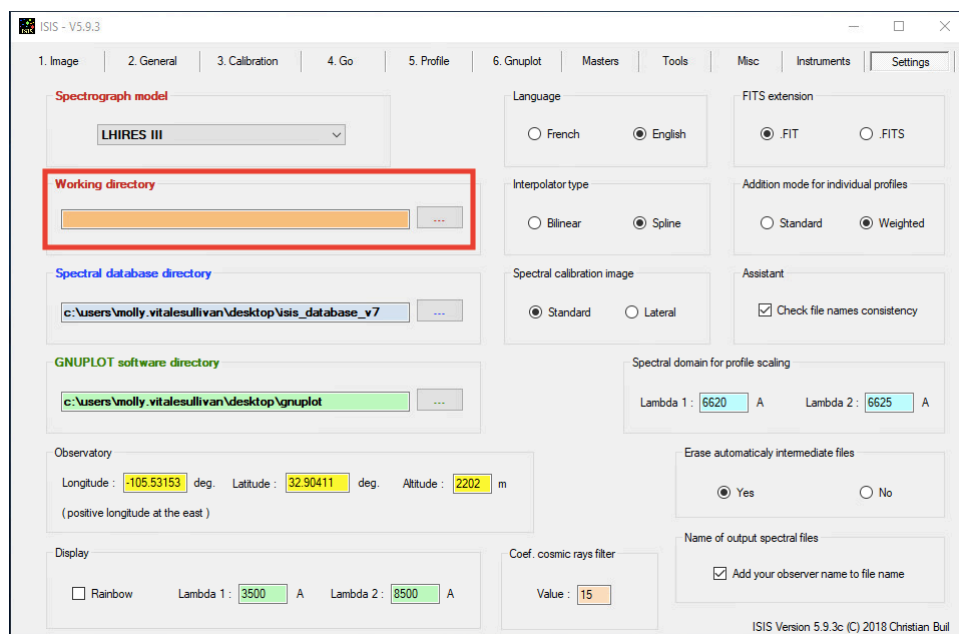 ISIS - V5.9.3
1. Image 2. General 3. Calibration 4. Go 5. Profile 6. Gnuplot Masters Tools Misc Instruments Settings
Spectrograph model
LHIRES III
Language
French English
FITS extension
.FIT .FITS
Working directory
...
Interpolator type
Bilinear Spline
Addition mode for individual profiles
Standard Weighted
Spectral database directory
c:\users\molly.vitalesullivan\desktop\isis_database_v7 ...
Spectral calibration image
Standard Lateral
Assistant
Check file names consistency
GNUPLOT software directory
c:\users\molly.vitalesullivan\desktop\gnuplot ...
Spectral domain for profile scaling
Lambda 1 : 6620 A Lambda 2 : 6625 A
Observatory
Longitude : -105.53153 deg. Latitude : 32.90411 deg. Altitude : 2202 m
( positive longitude at the east )
Erase automaticaly intermediate files
Yes No
Display
Rainbow Lambda 1 : 3500 A Lambda 2 : 8500 A
Coef. cosmic rays filter
Value : 15
Name of output spectral files
Add your observer name to file name
ISIS Version 5.9.3c (C) 2018 Christian Buil